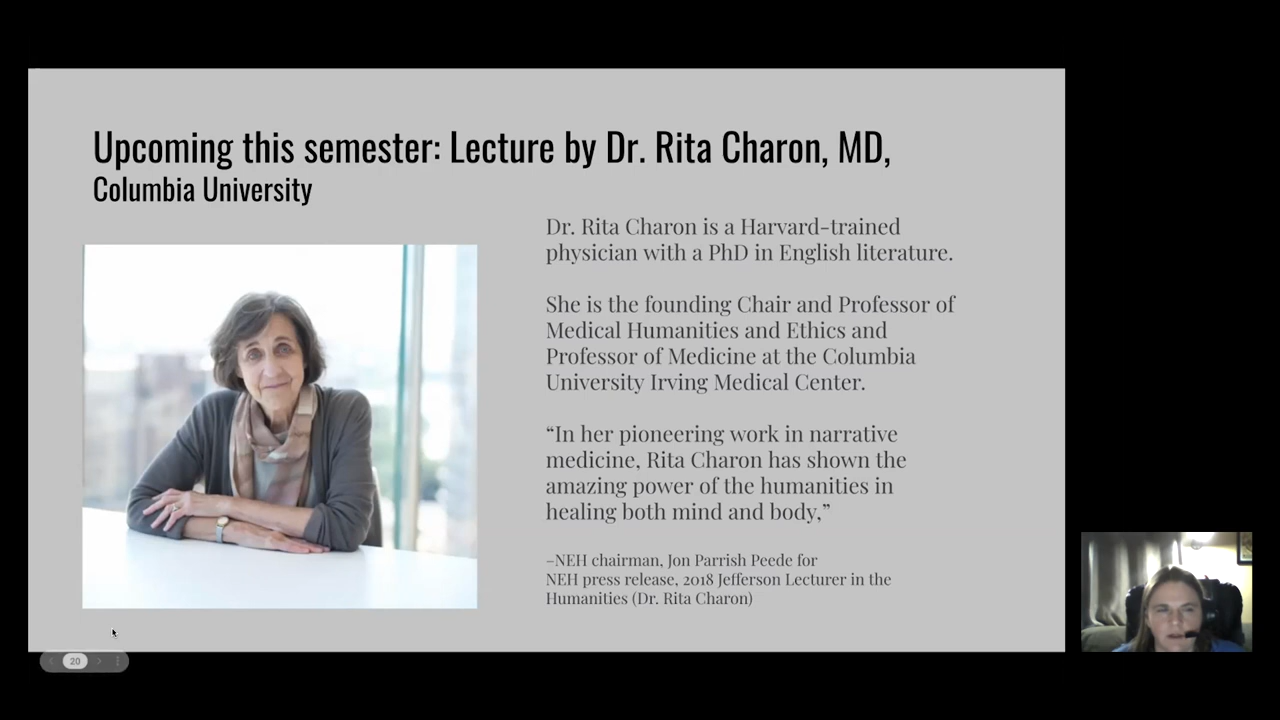 Upcoming this semester: Lecture by Dr. Rita Charon, MD,
Columbia University
Dr. Rita Charon is a Harvard-trained
physician with a PhD in English literature.
She is the founding Chair and Professor of
Medical Humanities and Ethics and
Professor of Medicine at the Columbia
University Irving Medical Center.
“In her pioneering work in narrative
medicine, Rita Charon has shown the
amazing power of the humanities in
healing both mind and body,”
–NEH chairman, Jon Parrish Peede for
NEH press release, 2018 Jefferson Lecturer in the
Humanities (Dr. Rita Charon)
20